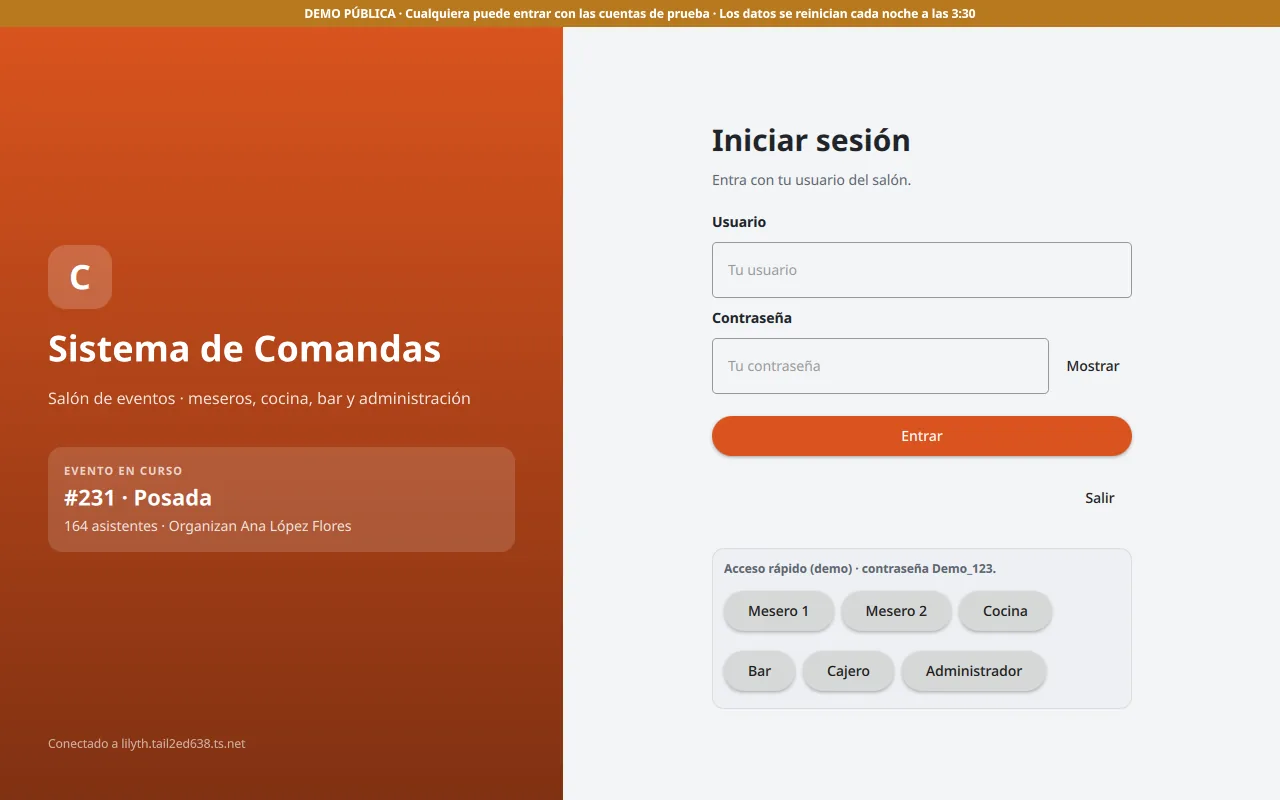 DEMO PÚBLICA · Cualquiera puede entrar con las cuentas de prueba · Los datos se reinician cada noche a las 3:30
C
Sistema de Comandas
Salón de eventos · meseros, cocina, bar y administración
EVENTO EN CURSO
#231 · Posada
164 asistentes · Organizan Ana López Flores
Conectado a lilyth.tail2ed638.ts.net
Iniciar sesión
Entra con tu usuario del salón.
Usuario
Tu usuario
Contraseña
Tu contraseña
Mostrar
Entrar
Salir
Acceso rápido (demo) · contraseña Demo_123.
Mesero 1
Mesero 2
Cocina
Bar
Cajero
Administrador